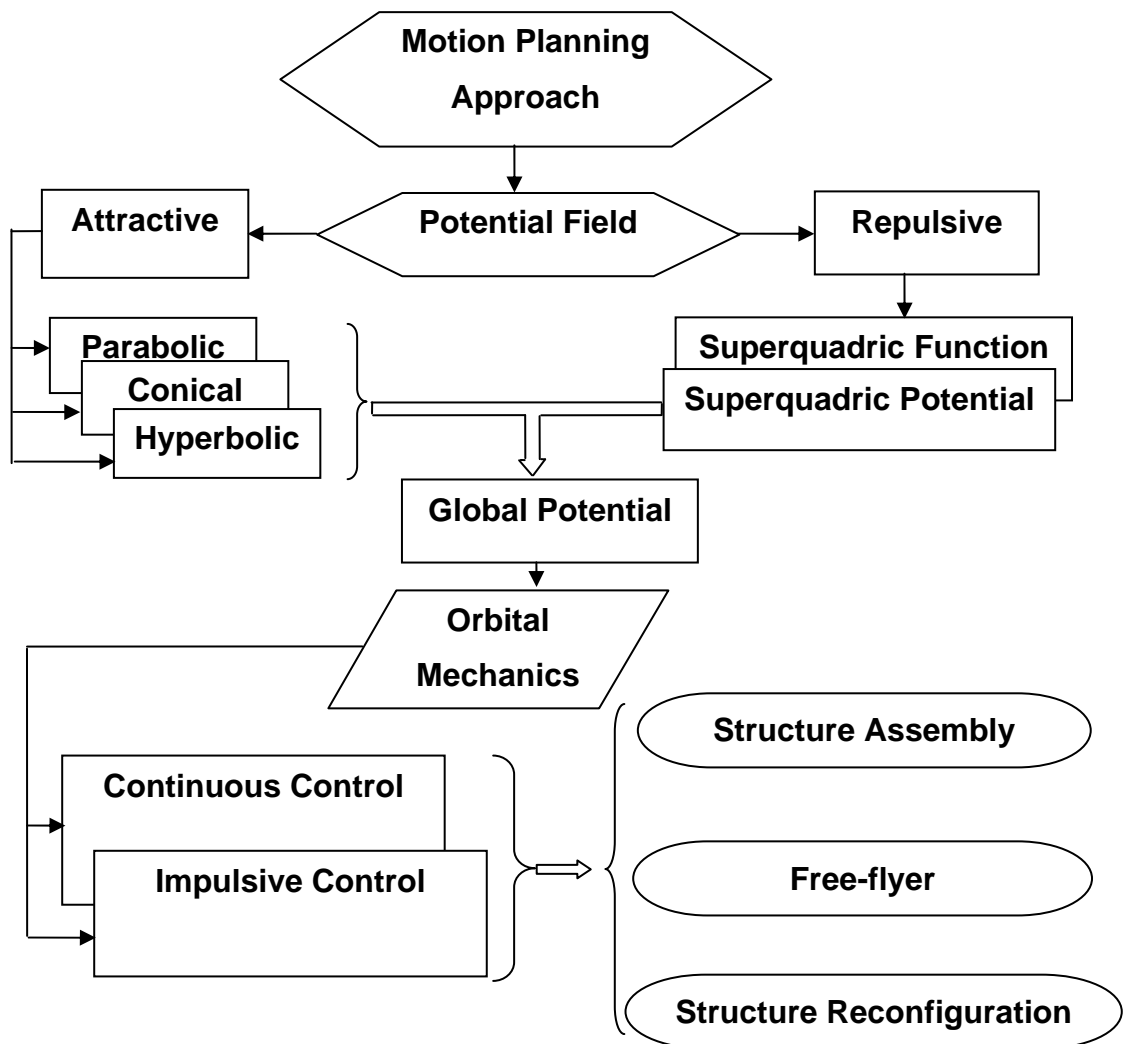 Motion Planning
Approach
Attractive
Potential Field
Repulsive
Parabolic
Conical
Hyperbolic
Superquadric Function
Superquadric Potential
Global Potential
Orbital
Mechanics
Continuous Control
Impulsive Control
Structure Assembly
Free-flyer
Structure Reconfiguration